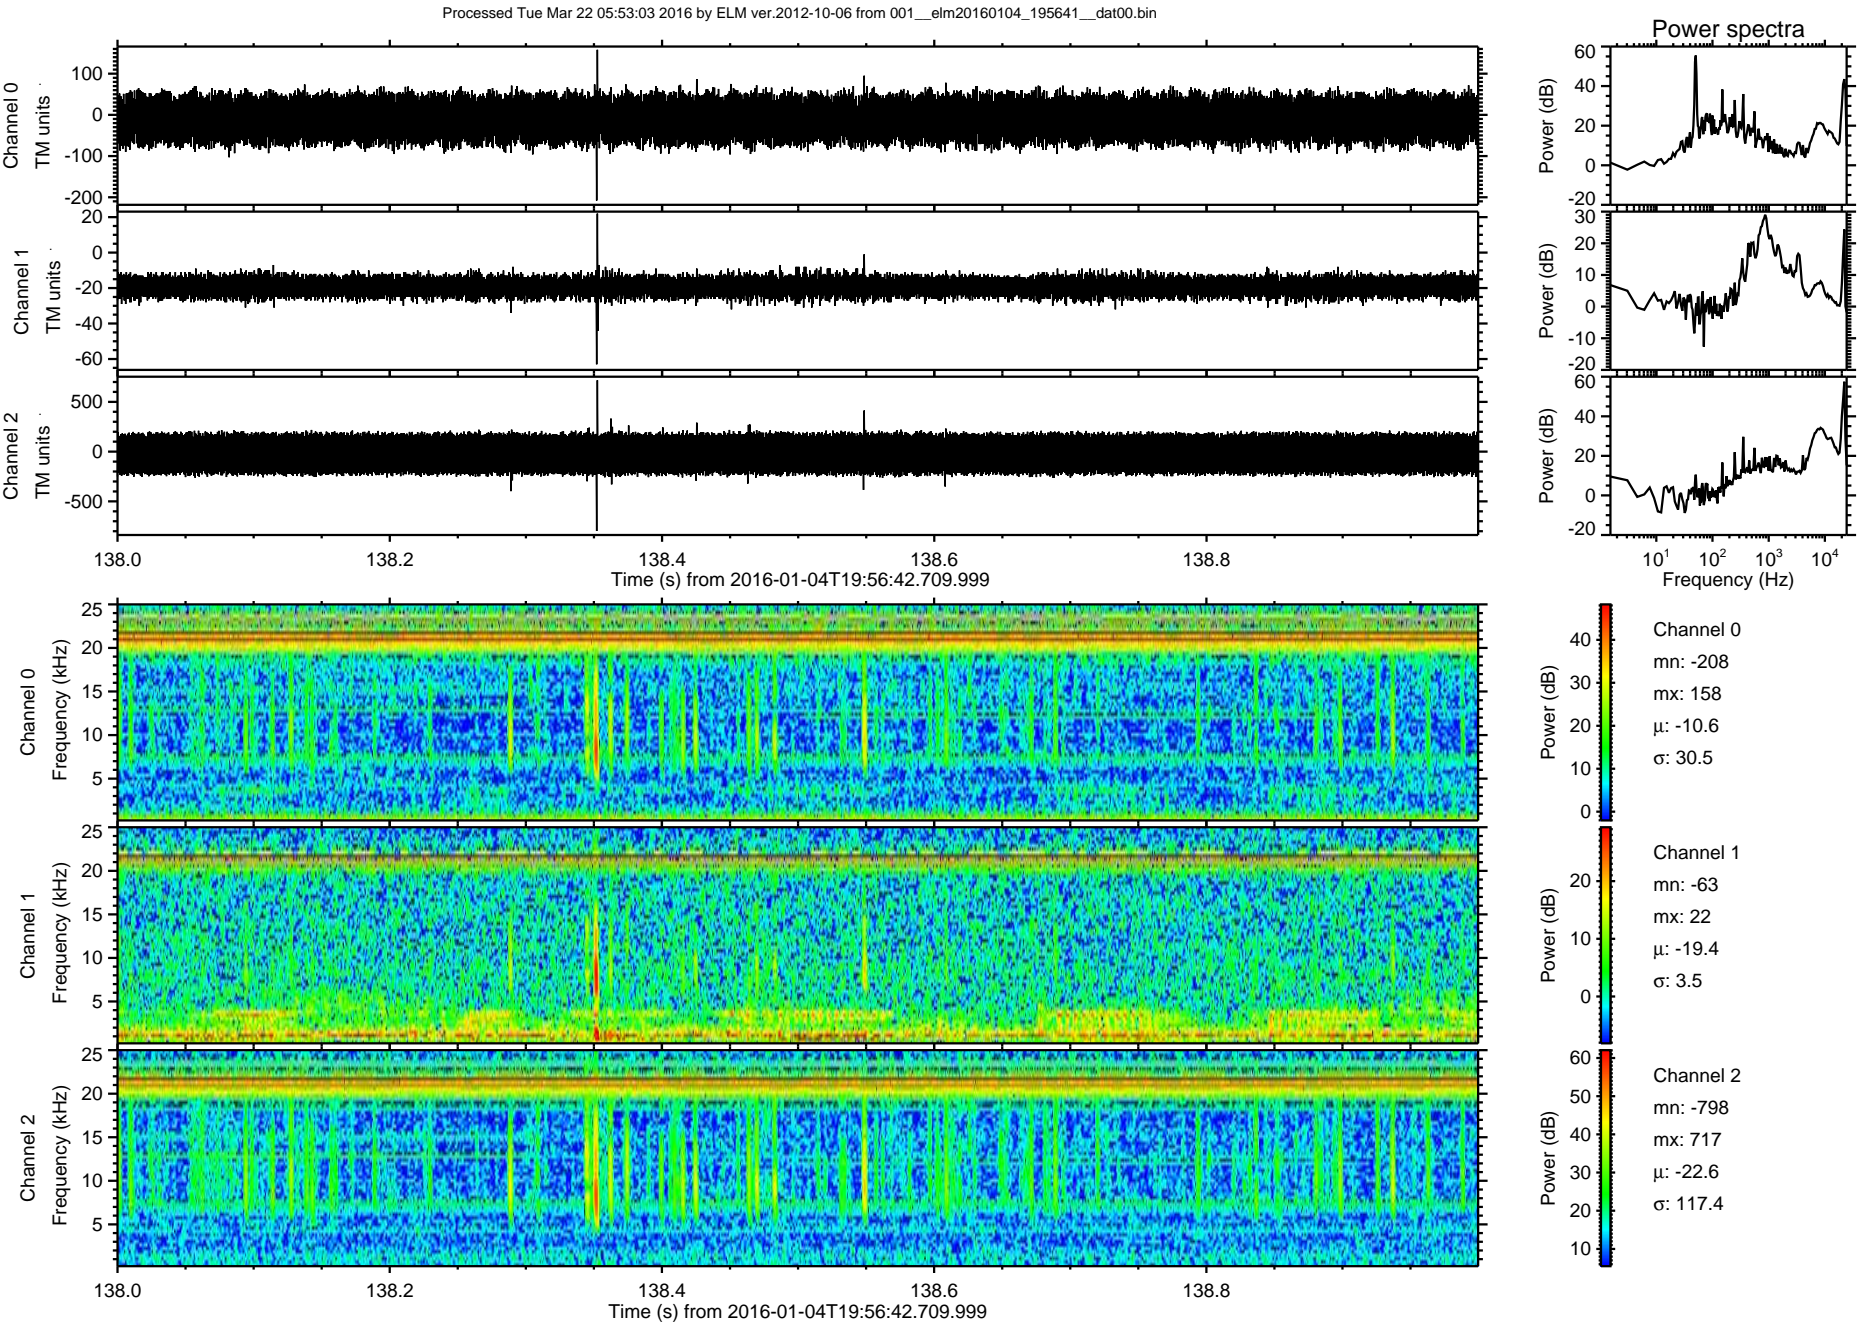 Processed Tue Mar 22 05:53:03 2016 by ELM ver.2012-10-06 from 001__elm20160104_195641__dat00.bin
Power spectra
Channel 0
TM units
100
0
-100
-200
Power (dB)
60
40
20
0
-20
Channel 1
TM units
20
0
-20
-40
-60
Power (dB)
30
20
10
0
-10
-20
Channel 2
TM units
500
0
-500
Power (dB)
60
40
20
0
-20
138.0 138.2 138.4 138.6 138.8
Time (s) from 2016-01-04T19:56:42.709.999
10¹ 10² 10³ 10⁴
Frequency (Hz)
Channel 0
Frequency (kHz)
25
20
15
10
5
Power (dB)
40
30
20
10
0
Channel 0
mn: -208
mx: 158
µ: -10.6
σ: 30.5
Channel 1
Frequency (kHz)
25
20
15
10
5
Power (dB)
20
10
0
Channel 1
mn: -63
mx: 22
µ: -19.4
σ: 3.5
Channel 2
Frequency (kHz)
25
20
15
10
5
Power (dB)
60
50
40
30
20
10
Channel 2
mn: -798
mx: 717
µ: -22.6
σ: 117.4
138.0 138.2 138.4 138.6 138.8
Time (s) from 2016-01-04T19:56:42.709.999